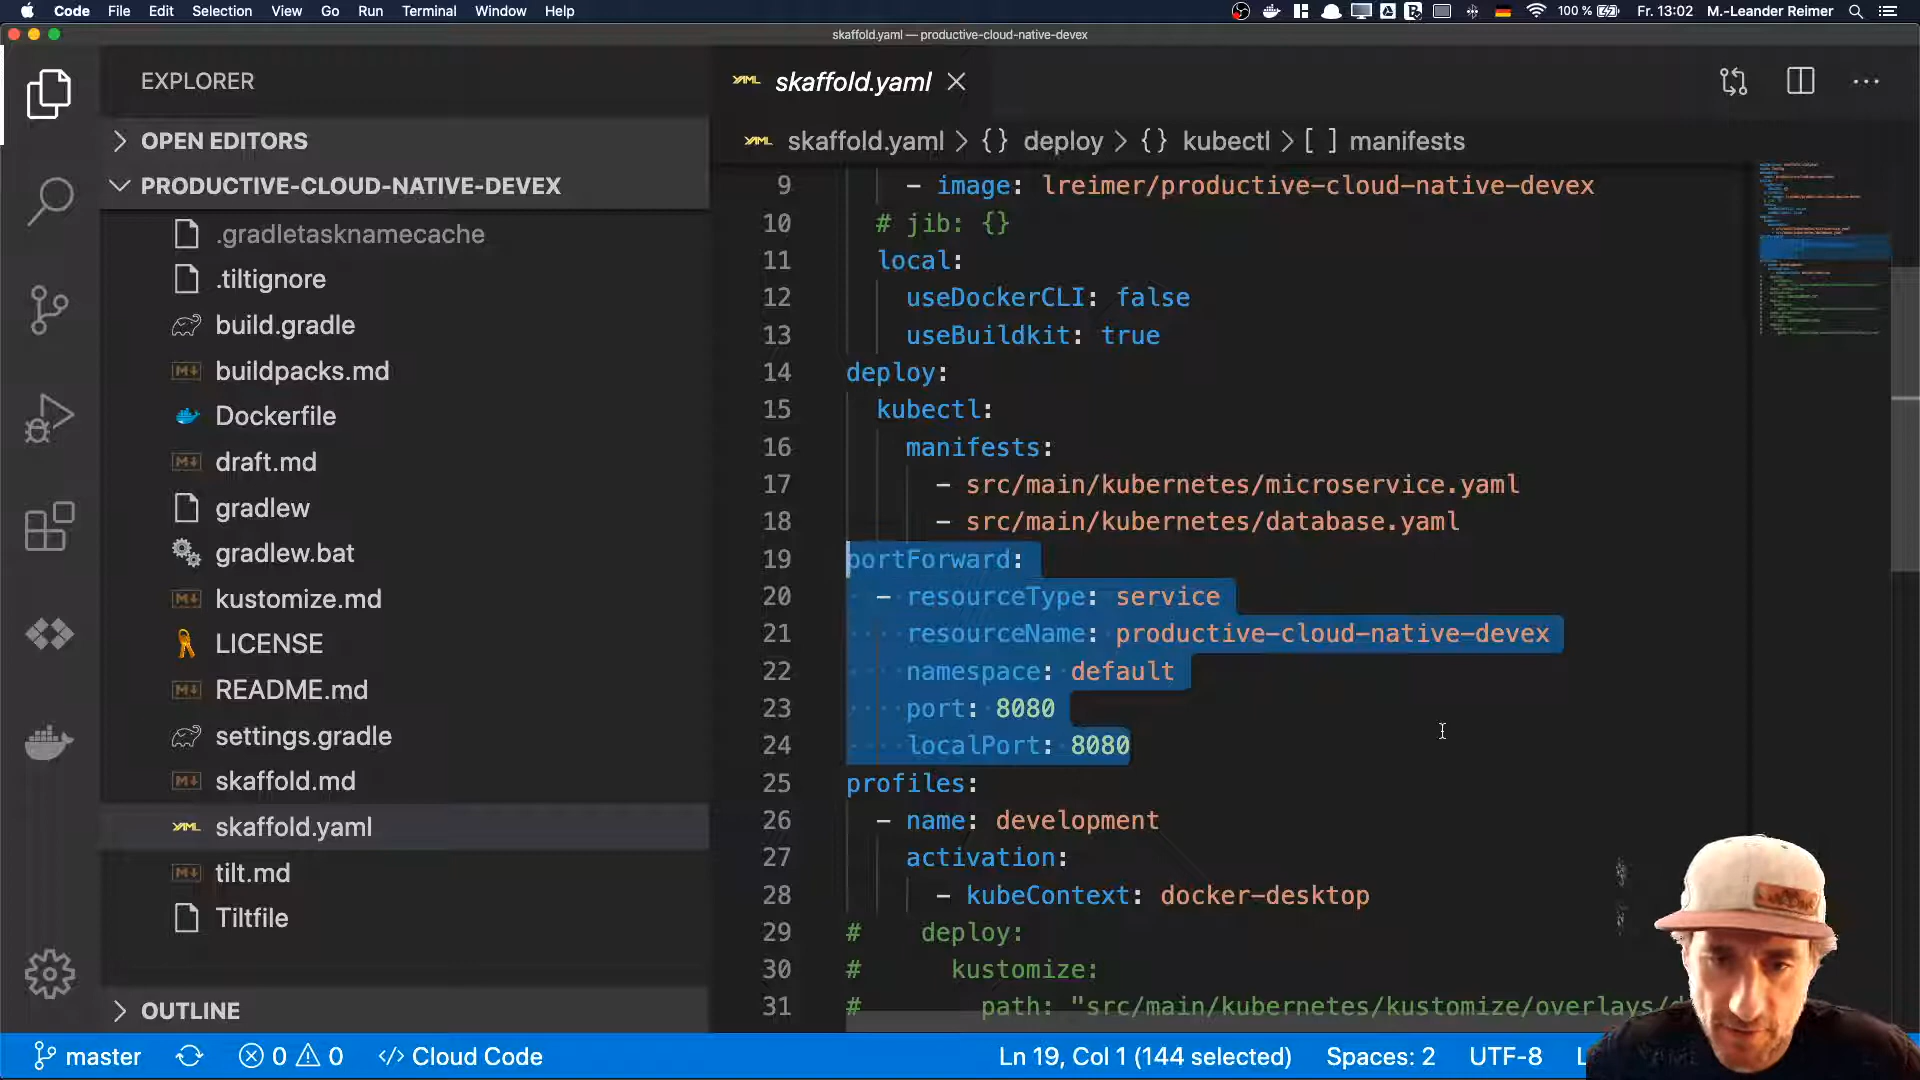 Code File Edit Selection View Go Run Terminal Window Help
100 % Fr. 13:02 M.-Leander Reimer
skaffold.yaml — productive-cloud-native-devex
EXPLORER
OPEN EDITORS
PRODUCTIVE-CLOUD-NATIVE-DEVEX
.gradletasknamecache
.tiltignore
build.gradle
buildpacks.md
Dockerfile
draft.md
gradlew
gradlew.bat
kustomize.md
LICENSE
README.md
settings.gradle
skaffold.md
YAML skaffold.yaml
tilt.md
Tiltfile
OUTLINE
YAML skaffold.yaml
YAML skaffold.yaml > {} deploy > {} kubectl > [ ] manifests
9 - image: lreimer/productive-cloud-native-devex
10 # jib: {}
11 local:
12 useDockerCLI: false
13 useBuildkit: true
14 deploy:
15 kubectl:
16 manifests:
17 - src/main/kubernetes/microservice.yaml
18 - src/main/kubernetes/database.yaml
19 portForward:
20 - resourceType: service
21 resourceName: productive-cloud-native-devex
22 namespace: default
23 port: 8080
24 localPort: 8080
25 profiles:
26 - name: development
27 activation:
28 - kubeContext: docker-desktop
29 # deploy:
30 # kustomize:
31 # path: "src/main/kubernetes/kustomize/overlays/
master 0 0 </> Cloud Code Ln 19, Col 1 (144 selected) Spaces: 2 UTF-8